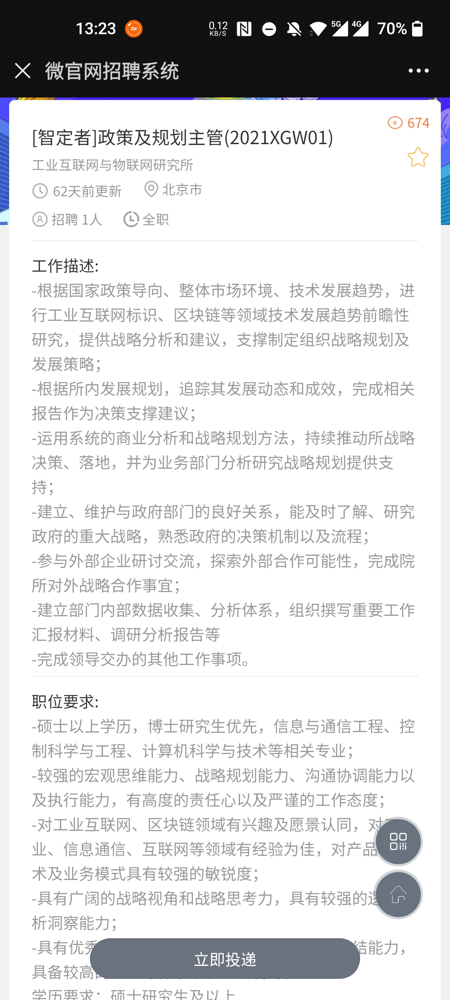 13:23
0.12
KB/S
5G
4G
70%
微官网招聘系统
674
[智定者]政策及规划主管(2021XGW01)
工业互联网与物联网研究所
62天前更新
北京市
招聘 1人
全职
工作描述:
-根据国家政策导向、整体市场环境、技术发展趋势，进
行工业互联网标识、区块链等领域技术发展趋势前瞻性
研究，提供战略分析和建议，支撑制定组织战略规划及
发展策略；
-根据所内发展规划，追踪其发展动态和成效，完成相关
报告作为决策支撑建议；
-运用系统的商业分析和战略规划方法，持续推动所战略
决策、落地，并为业务部门分析研究战略规划提供支
持；
-建立、维护与政府部门的良好关系，能及时了解、研究
政府的重大战略，熟悉政府的决策机制以及流程；
-参与外部企业研讨交流，探索外部合作可能性，完成院
所对外战略合作事宜；
-建立部门内部数据收集、分析体系，组织撰写重要工作
汇报材料、调研分析报告等
-完成领导交办的其他工作事项。
职位要求:
-硕士以上学历，博士研究生优先，信息与通信工程、控
制科学与工程、计算机科学与技术等相关专业；
-较强的宏观思维能力、战略规划能力、沟通协调能力以
及执行能力，有高度的责任心以及严谨的工作态度；
-对工业互联网、区块链领域有兴趣及愿景认同，对
业、信息通信、互联网等领域有经验为佳，对产品
术及业务模式具有较强的敏锐度；
-具有广阔的战略视角和战略思考力，具有较强的
析洞察能力；
-具有优秀
结能力，
立即投递
具备较高
学历要求：硕士研究生及以上